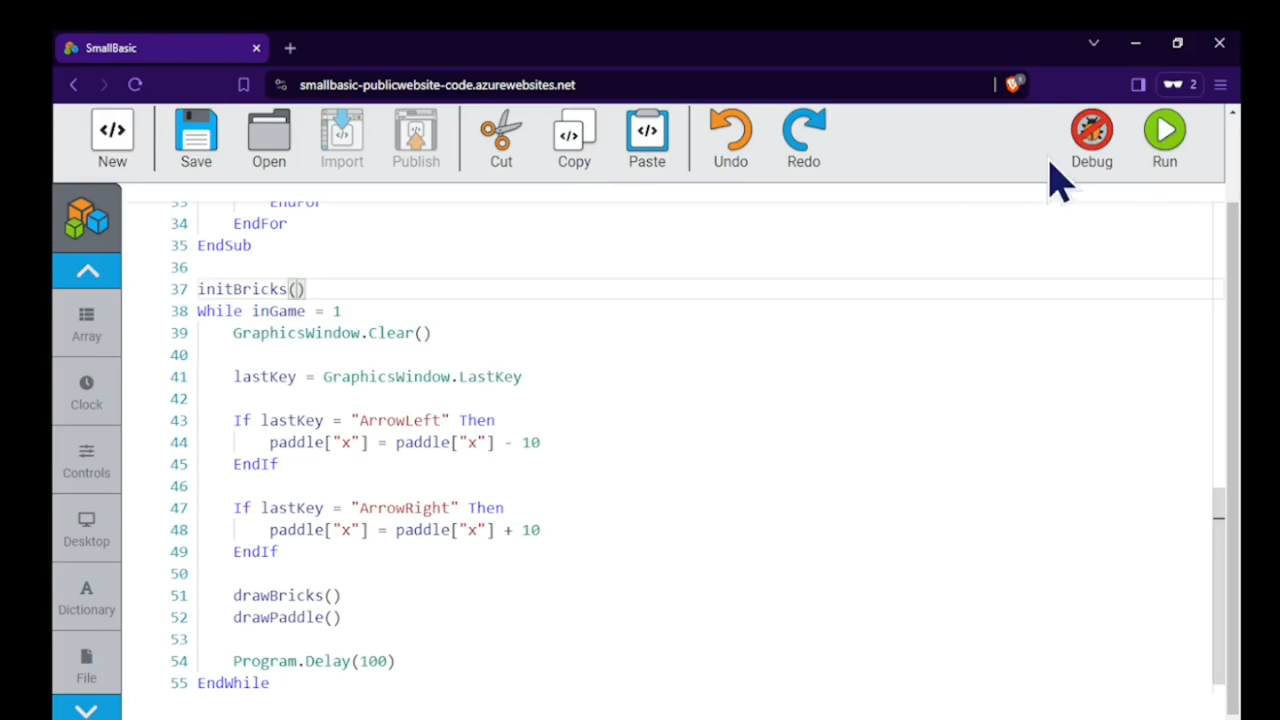 SmallBasic
smallbasic-publicwebsite-code.azurewebsites.net
2
New
Save
Open
Import
Publish
Cut
Copy
Paste
Undo
Redo
Debug
Run
Array
Clock
Controls
Desktop
Dictionary
File
33 EndFor
34 EndFor
35 EndSub
36
37 initBricks()
38 While inGame = 1
39 GraphicsWindow.Clear()
40
41 lastKey = GraphicsWindow.LastKey
42
43 If lastKey = "ArrowLeft" Then
44 paddle["x"] = paddle["x"] - 10
45 EndIf
46
47 If lastKey = "ArrowRight" Then
48 paddle["x"] = paddle["x"] + 10
49 EndIf
50
51 drawBricks()
52 drawPaddle()
53
54 Program.Delay(100)
55 EndWhile